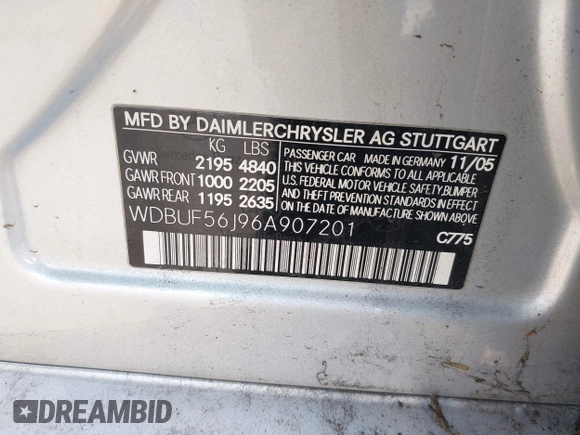 MFD BY DAIMLERCHRYSLER AG STUTTGART
KG LBS
GVWR 2195 4840
GAWR FRONT 1000 2205
GAWR REAR 1195 2635
PASSENGER CAR MADE IN GERMANY 11/05
THIS VEHICLE CONFORMS TO ALL APPLICABLE
U.S. FEDERAL MOTOR VEHICLE SAFETY, BUMPER
AND THEFT PREVENTION STANDARDS IN EFFECT
ON THE DATE OF MANUFACTURE SHOWN ABOVE.
WDBUF56J96A907201
C775
DREAMBID